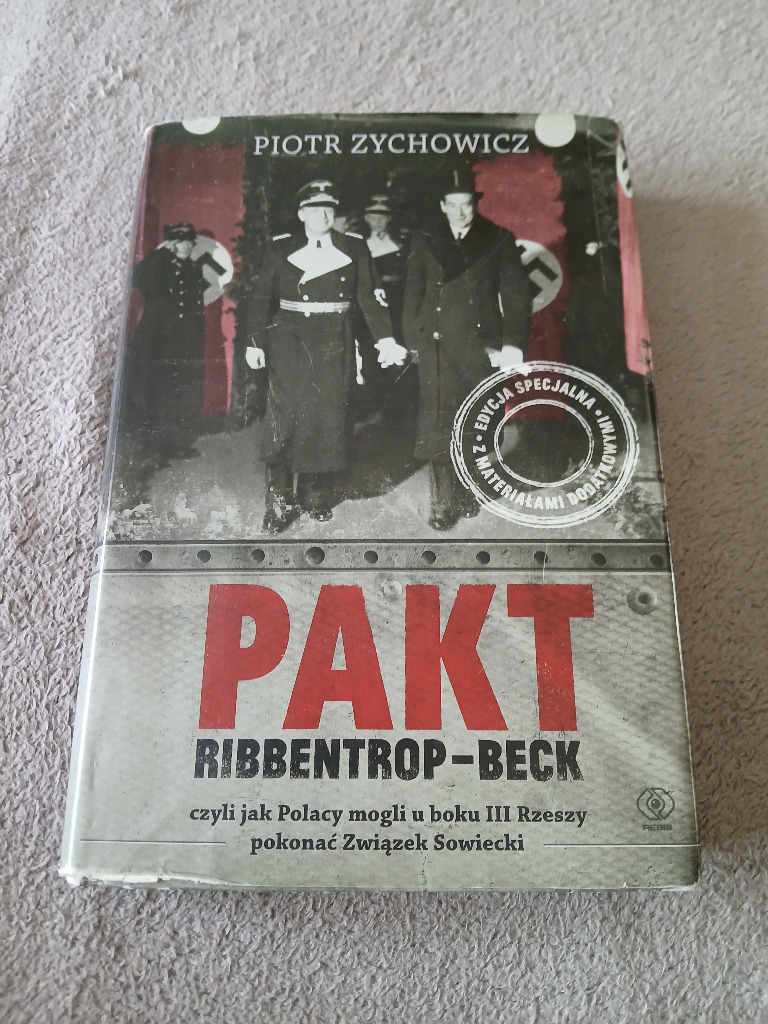 PIOTR ZYCHOWICZ
• EDYCJA SPECJALNA •
Z MATERIAŁAMI DODATKOWYMI
PAKT
RIBBENTROP–BECK
czyli jak Polacy mogli u boku III Rzeszy
pokonać Związek Sowiecki
REBIS